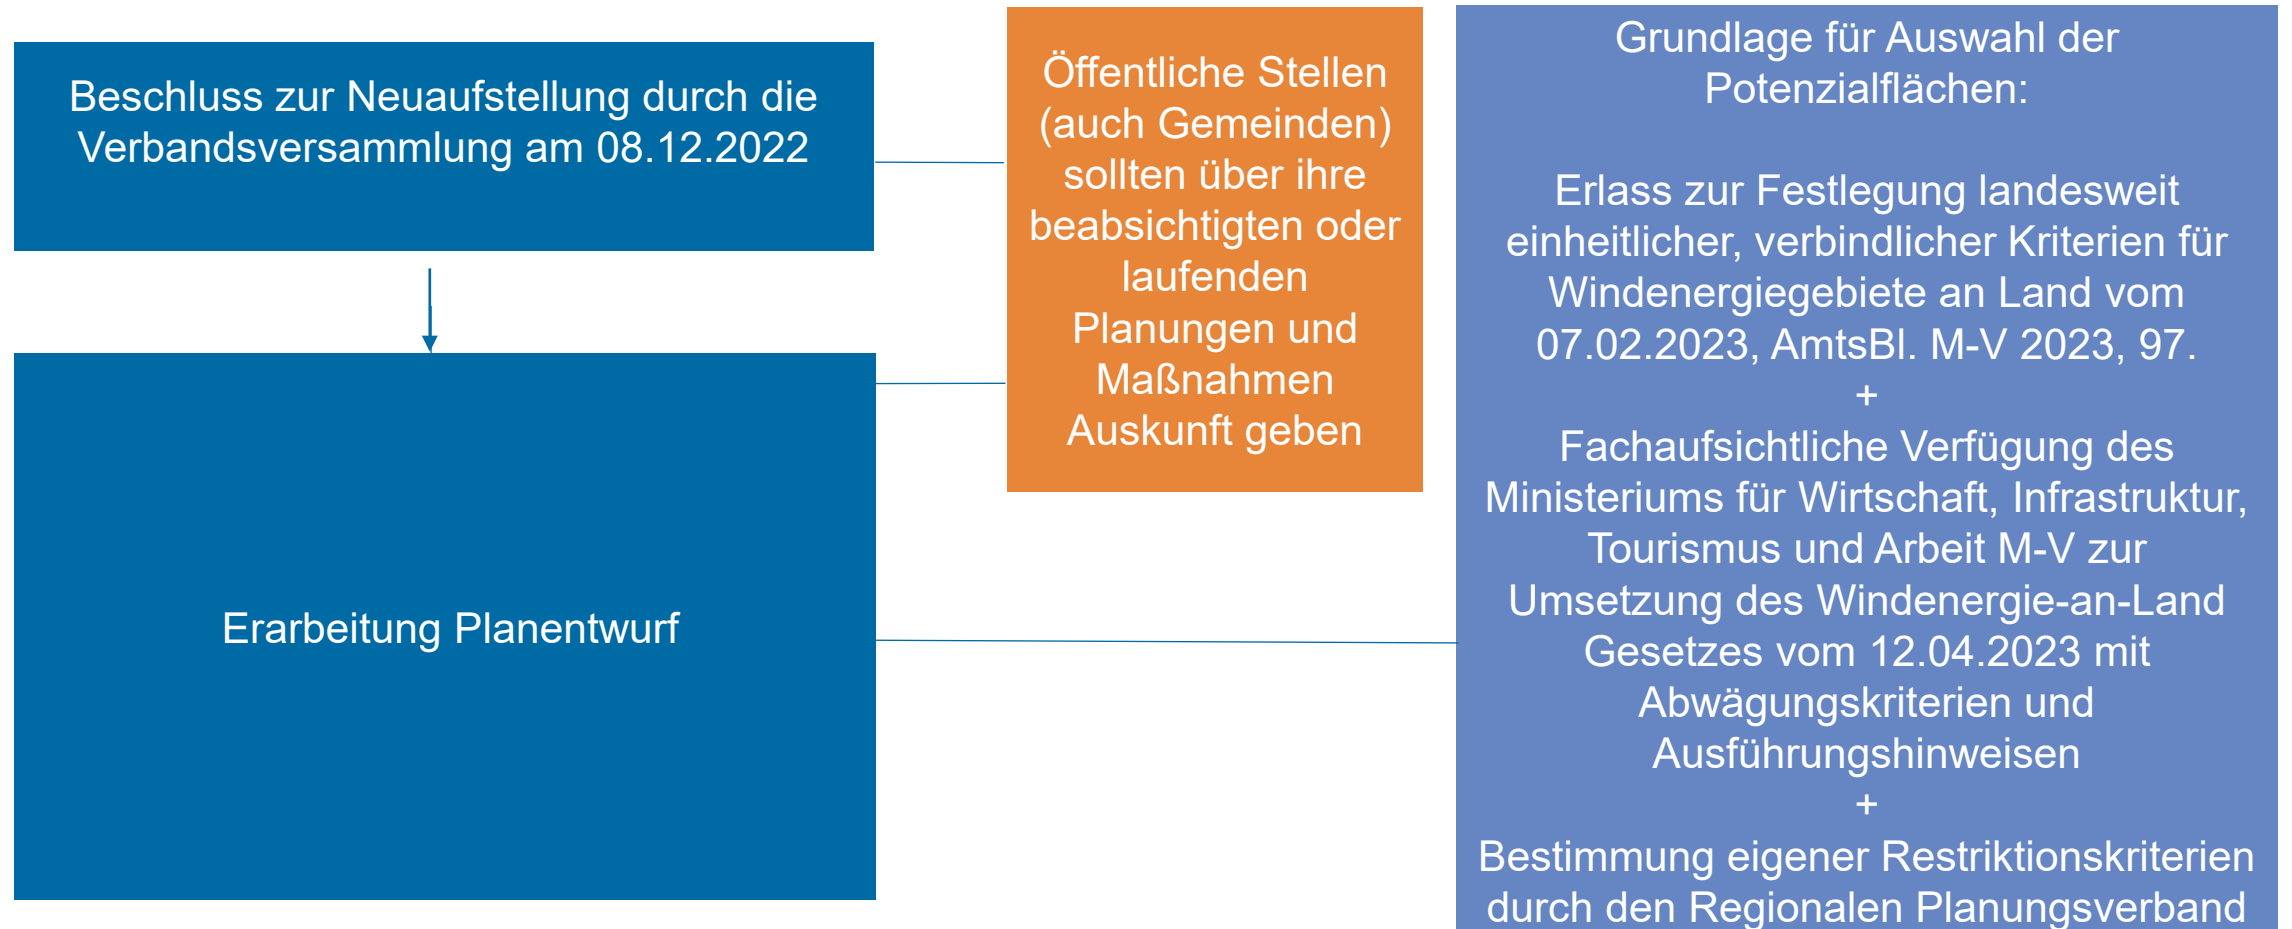 Beschluss zur Neuaufstellung durch die
Verbandsversammlung am 08.12.2022
Erarbeitung Planentwurf
Öffentliche Stellen
(auch Gemeinden)
sollten über ihre
beabsichtigten oder
laufenden
Planungen und
Maßnahmen
Auskunft geben
Grundlage für Auswahl der
Potenzialflächen:
Erlass zur Festlegung landesweit
einheitlicher, verbindlicher Kriterien für
Windenergiegebiete an Land vom
07.02.2023, AmtsBl. M-V 2023, 97.
+
Fachaufsichtliche Verfügung des
Ministeriums für Wirtschaft, Infrastruktur,
Tourismus und Arbeit M-V zur
Umsetzung des Windenergie-an-Land
Gesetzes vom 12.04.2023 mit
Abwägungskriterien und
Ausführungshinweisen
+
Bestimmung eigener Restriktionskriterien
durch den Regionalen Planungsverband